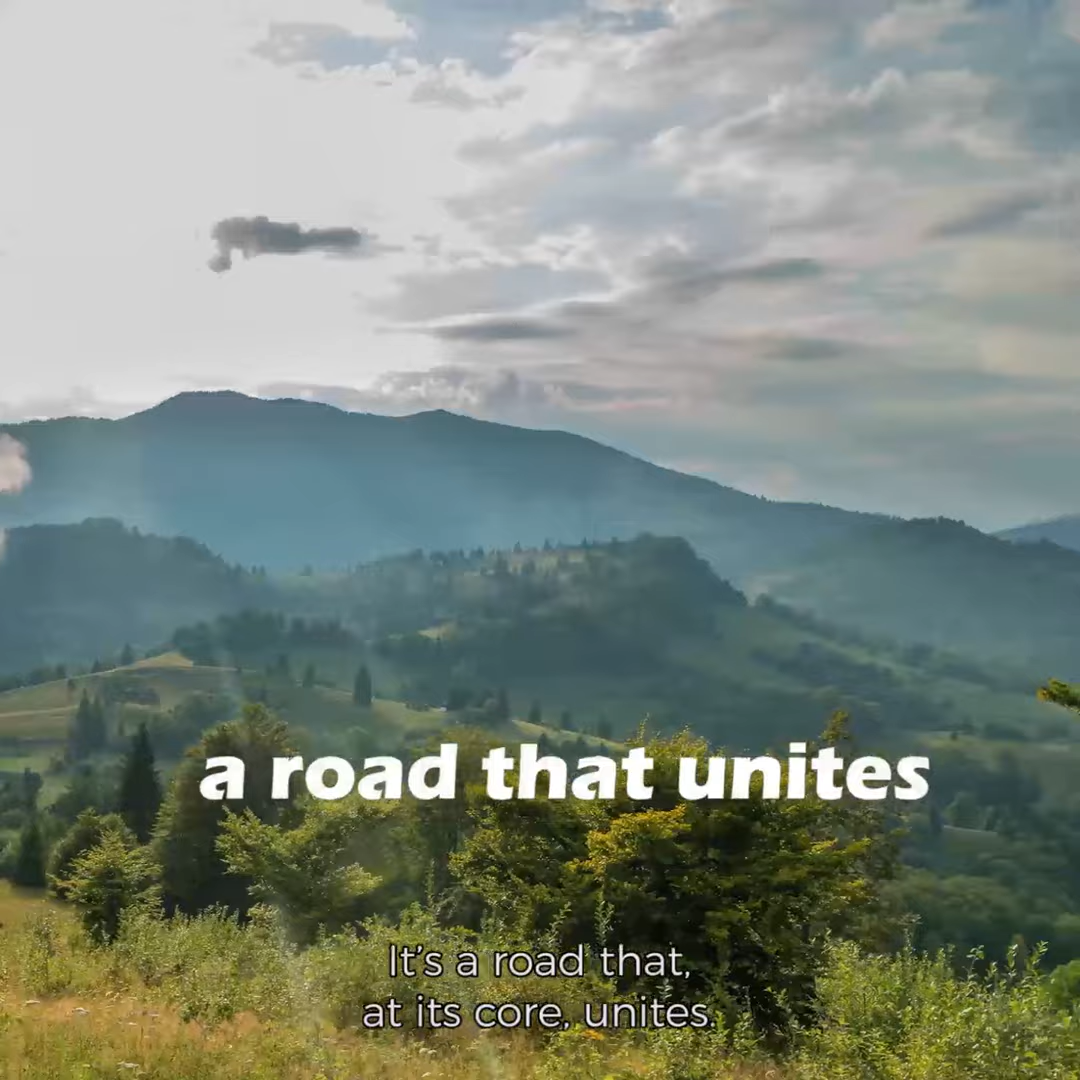 a road that unites
It's a road that,
at its core, unites.